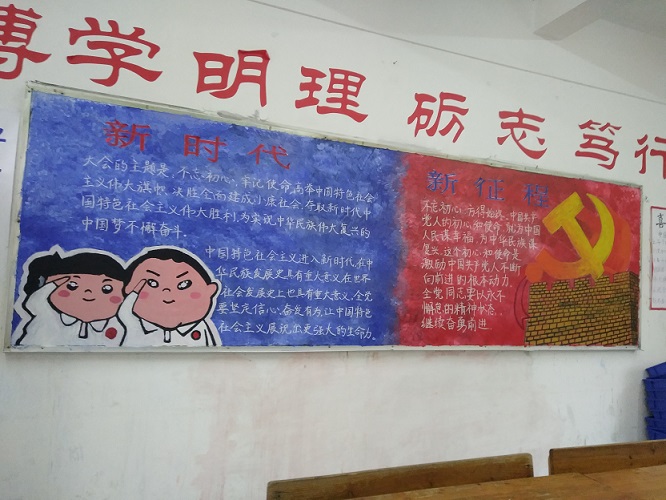 博学 明理 砺志 笃行
新时代
大会的主题是，不忘初心，牢记使命，高举中国特色社会
主义伟大旗帜，决胜全面建成小康社会，夺取新时代中
国特色社会主义伟大胜利，为实现中华民族伟大复兴的
中国梦不懈奋斗。
中国特色社会主义进入新时代，在中
华民族发展史具有重大意义，在世界
社会发展史上也具有重大意义，全党
要坚定信心，奋发有力，让中国特色
社会主义展现出更强大的生命力。
新征程
不忘初心，方得始终，中国共产
党人的初心和使命，就为中国
人民谋幸福，为中华民族谋
复兴，这个初心和使命是
激励中国共产党人不断
向前进的根本动力，
全党同志要以永不
懈怠的精神状态，
继续奋勇前进
喜